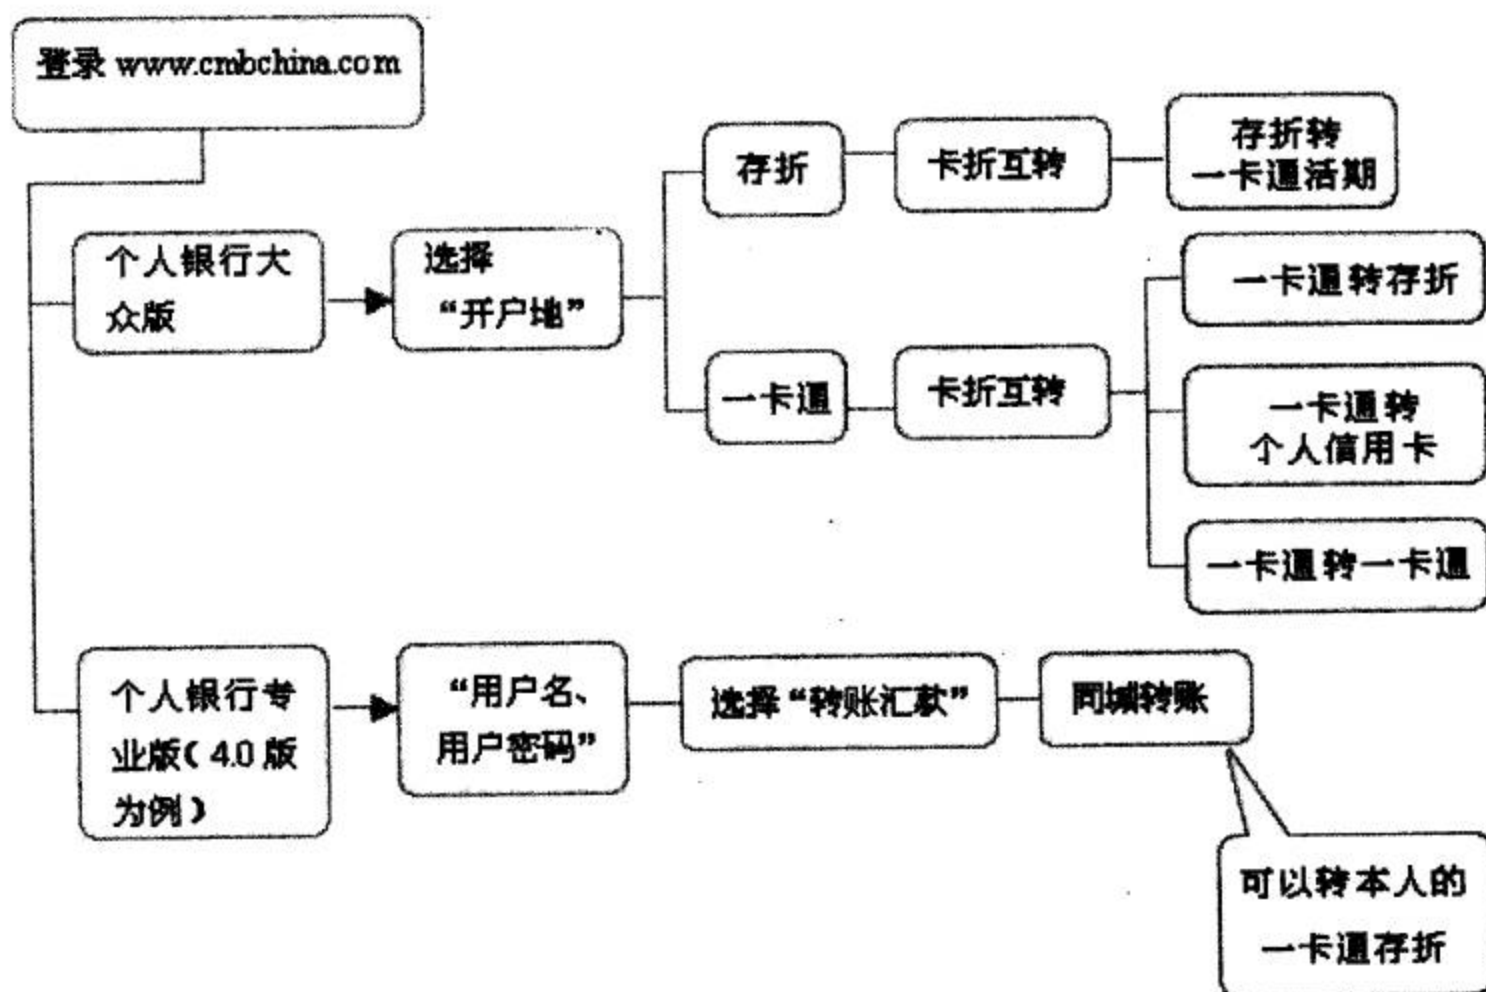 登录 www.cmbchina.com
个人银行大
众版
选择
“开户地”
存折
卡折互转
存折转
一卡通活期
一卡通
卡折互转
一卡通转存折
一卡通转
个人信用卡
一卡通转一卡通
个人银行专
业版（4.0版
为例）
“用户名、
用户密码”
选择“转账汇款”
同城转账
可以转本人的
一卡通存折